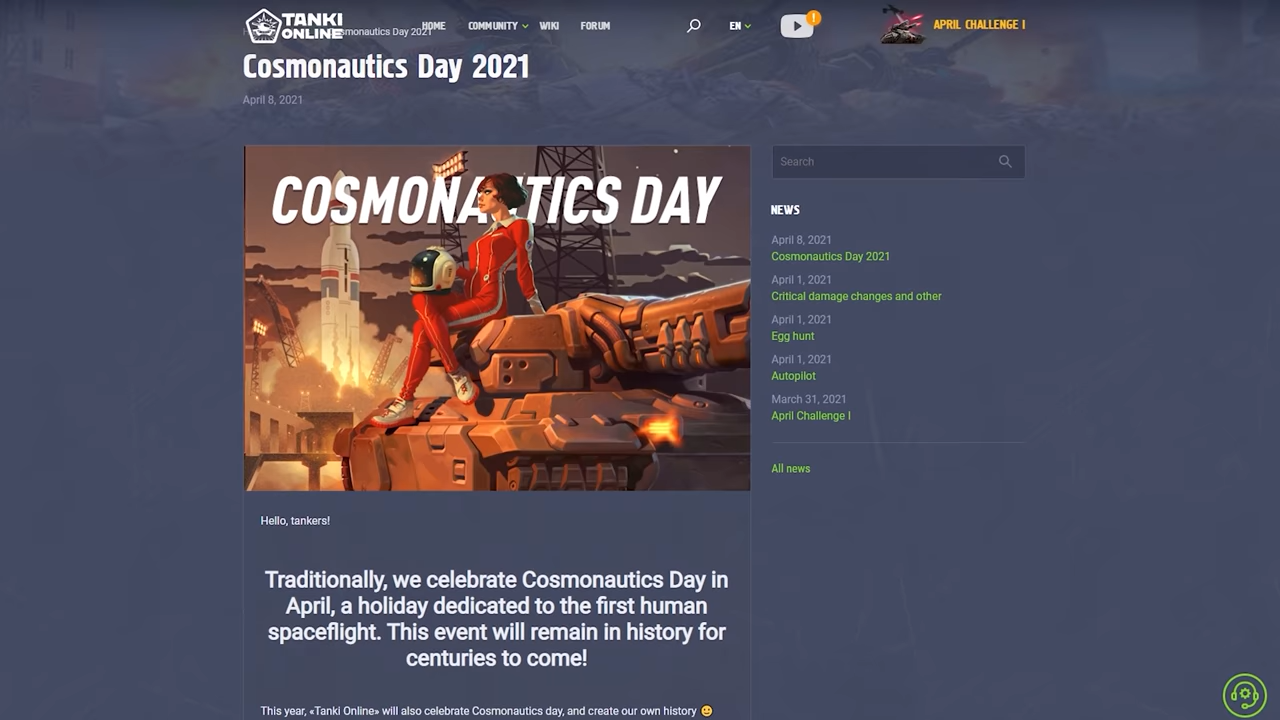 TANKI
ONLINE
HOME
COMMUNITY
WIKI
FORUM
EN
!
APRIL CHALLENGE I
Cosmonautics Day 2021
Cosmonautics Day 2021
April 8, 2021
COSMONAUTICS DAY
Hello, tankers!
Traditionally, we celebrate Cosmonautics Day in
April, a holiday dedicated to the first human
spaceflight. This event will remain in history for
centuries to come!
This year, «Tanki Online» will also celebrate Cosmonautics day, and create our own history
Search
NEWS
April 8, 2021
Cosmonautics Day 2021
April 1, 2021
Critical damage changes and other
April 1, 2021
Egg hunt
April 1, 2021
Autopilot
March 31, 2021
April Challenge I
All news